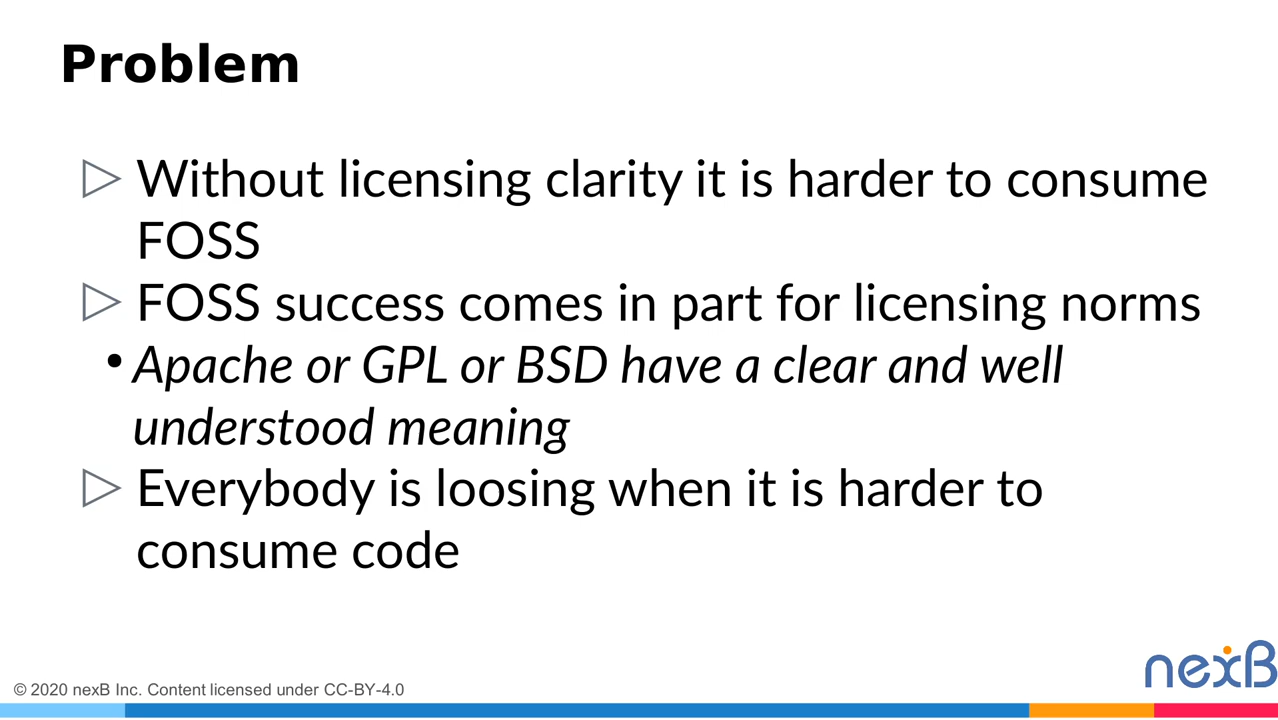 Problem
▷ Without licensing clarity it is harder to consume
FOSS
▷ FOSS success comes in part for licensing norms
• Apache or GPL or BSD have a clear and well
understood meaning
▷ Everybody is loosing when it is harder to
consume code
nexB
© 2020 nexB Inc. Content licensed under CC-BY-4.0